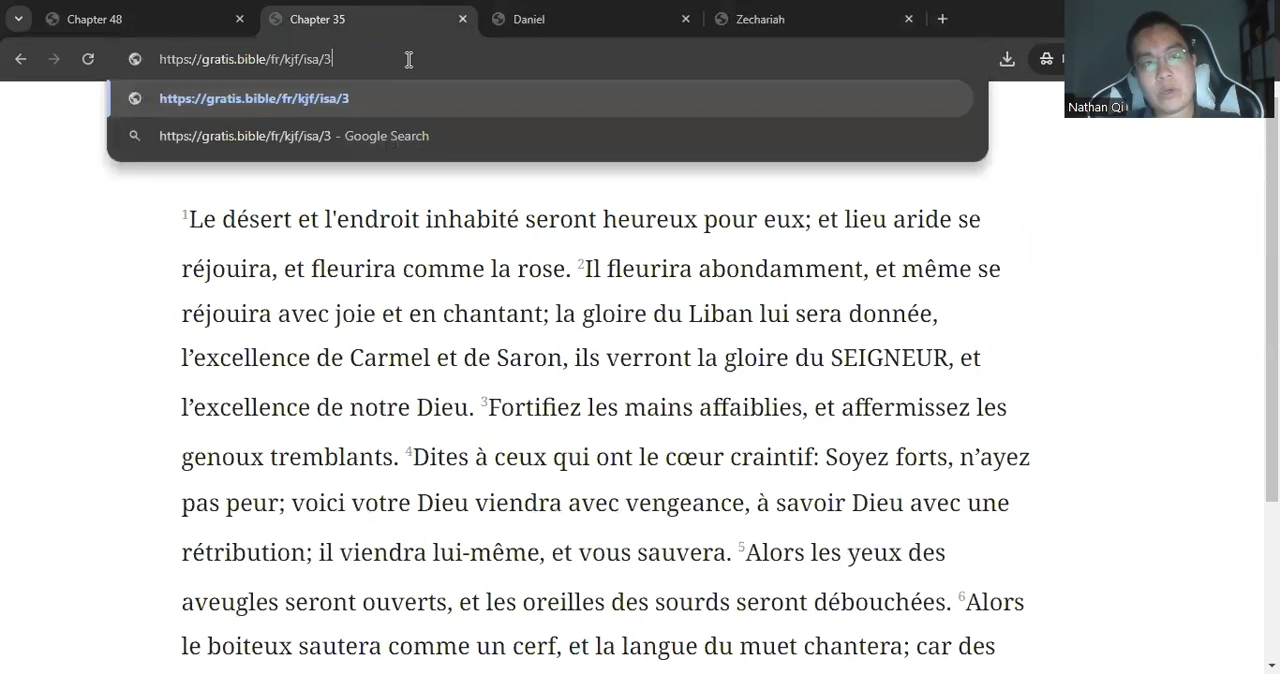 Chapter 48
Chapter 35
Daniel
Zechariah
https://gratis.bible/fr/kjf/isa/3
https://gratis.bible/fr/kjf/isa/3
https://gratis.bible/fr/kjf/isa/3 - Google Search
Nathan Qi
1Le désert et l'endroit inhabité seront heureux pour eux; et lieu aride se
réjouira, et fleurira comme la rose. 2Il fleurira abondamment, et même se
réjouira avec joie et en chantant; la gloire du Liban lui sera donnée,
l’excellence de Carmel et de Saron, ils verront la gloire du SEIGNEUR, et
l’excellence de notre Dieu. 3Fortifiez les mains affaiblies, et affermissez les
genoux tremblants. 4Dites à ceux qui ont le cœur craintif: Soyez forts, n’ayez
pas peur; voici votre Dieu viendra avec vengeance, à savoir Dieu avec une
rétribution; il viendra lui-même, et vous sauvera. 5Alors les yeux des
aveugles seront ouverts, et les oreilles des sourds seront débouchées. 6Alors
le boiteux sautera comme un cerf, et la langue du muet chantera; car des